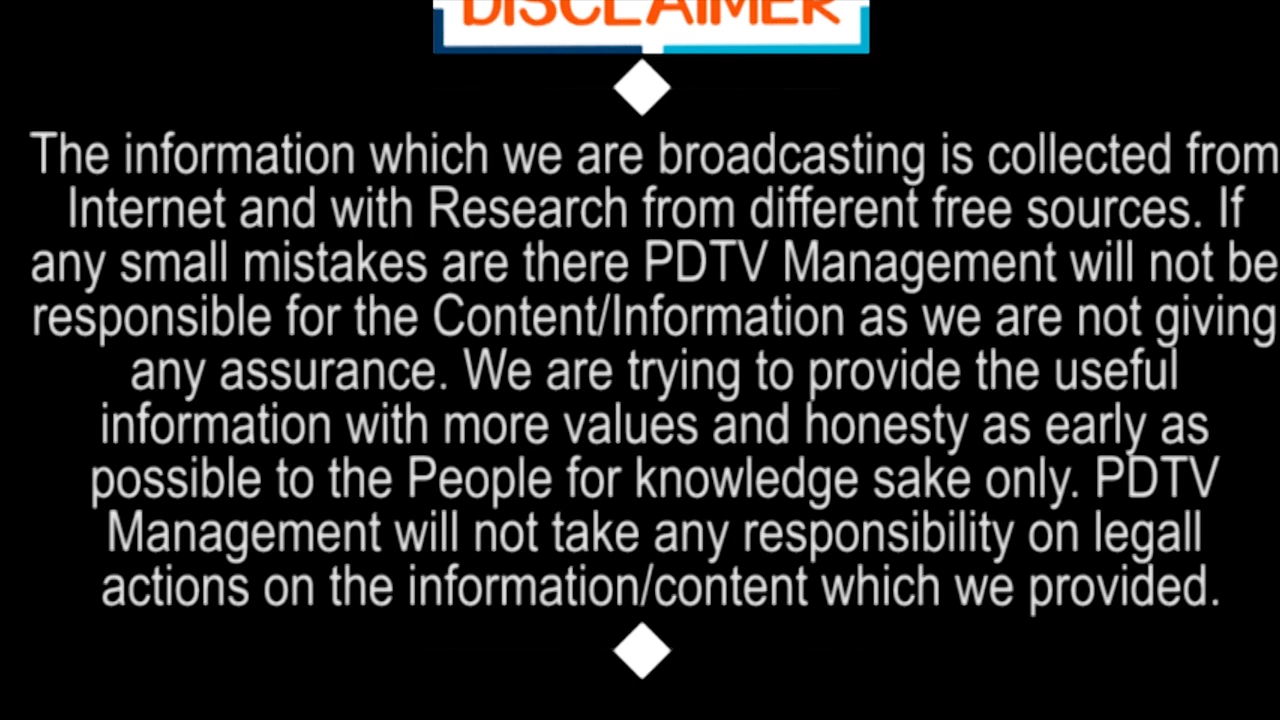 DISCLAIMER
The information which we are broadcasting is collected from
Internet and with Research from different free sources. If
any small mistakes are there PDTV Management will not be
responsible for the Content/Information as we are not giving
any assurance. We are trying to provide the useful
information with more values and honesty as early as
possible to the People for knowledge sake only. PDTV
Management will not take any responsibility on legall
actions on the information/content which we provided.